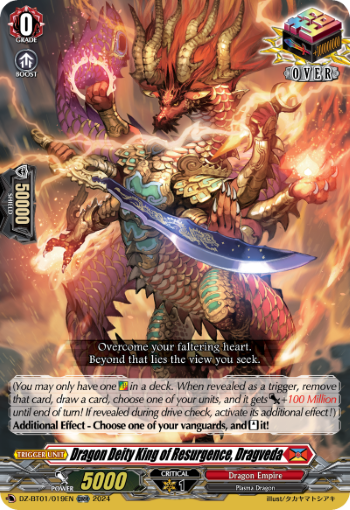 0
GRADE
BOOST
OVER
50000
SHIELD
Overcome your faltering heart.
Beyond that lies the view you seek.
(You may only have one in a deck. When revealed as a trigger, remove
that card, draw a card, choose one of your units, and it gets +100 Million
until end of turn! If revealed during drive check, activate its additional effect!)
Additional Effect - Choose one of your vanguards, and it!
TRIGGER UNIT
Dragon Deity King of Resurgence, Dragveda
POWER 5000
CRITICAL
1
Dragon Empire
Plasma Dragon
DZ-BT01/019EN RRR 2024
illust/タカヤマトシアキ